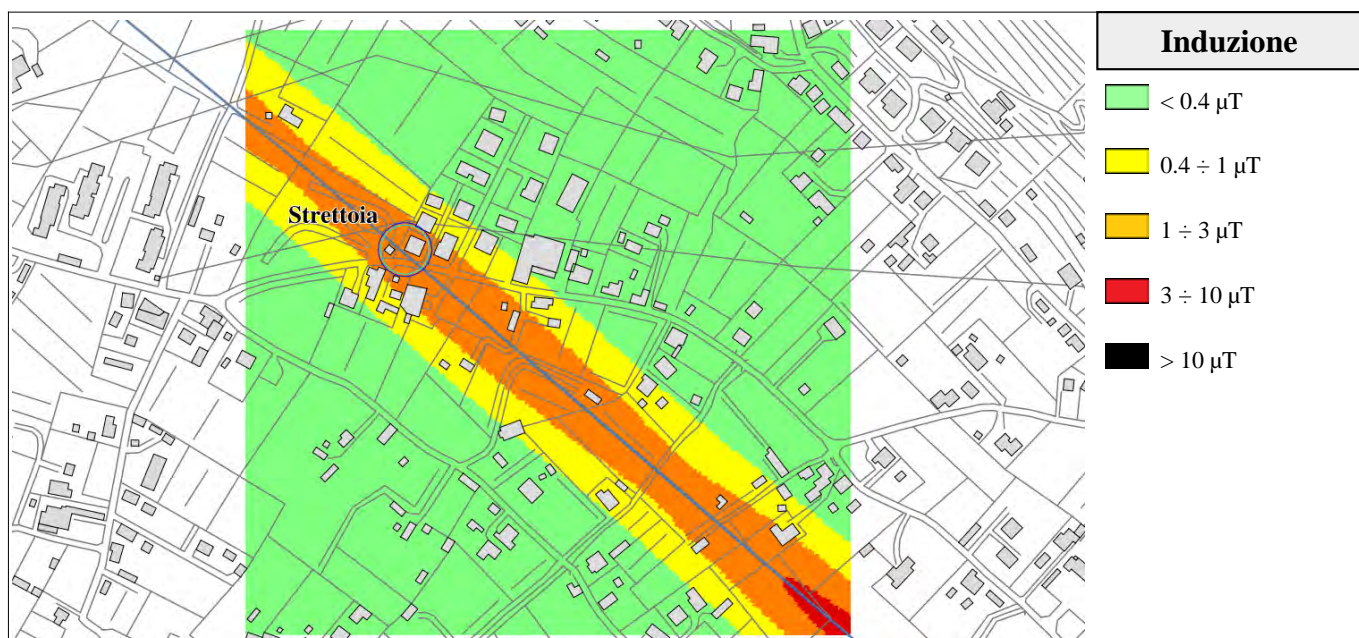 Induzione
< 0.4 µT
0.4 ÷ 1 µT
1 ÷ 3 µT
3 ÷ 10 µT
> 10 µT
Strettoia